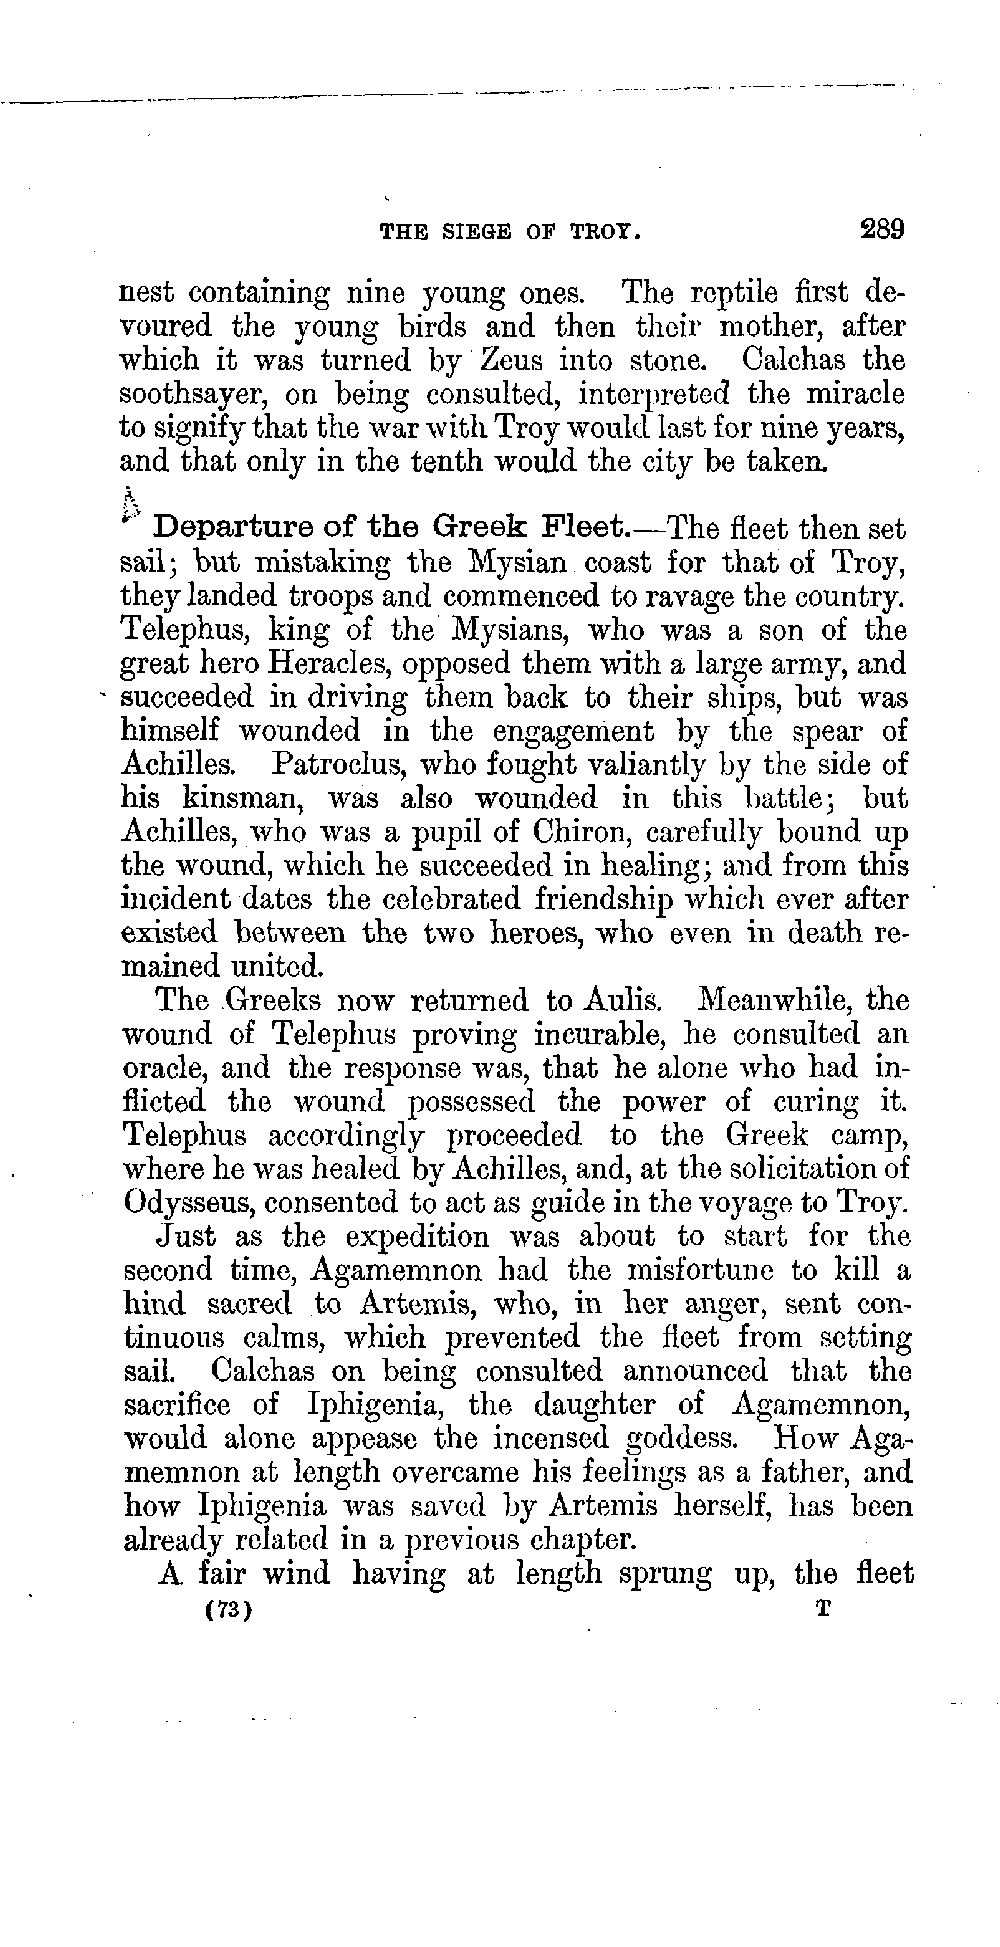 THE SIEGE OF TROY. 289
nest containing nine young ones. The reptile first de-
voured the young birds and then their mother, after
which it was turned by Zeus into stone. Calchas the
soothsayer, on being consulted, interpreted the miracle
to signify that the war with Troy would last for nine years,
and that only in the tenth would the city be taken.
Departure of the Greek Fleet.—The fleet then set
sail; but mistaking the Mysian coast for that of Troy,
they landed troops and commenced to ravage the country.
Telephus, king of the Mysians, who was a son of the
great hero Heracles, opposed them with a large army, and
succeeded in driving them back to their ships, but was
himself wounded in the engagement by the spear of
Achilles. Patroclus, who fought valiantly by the side of
his kinsman, was also wounded in this battle; but
Achilles, who was a pupil of Chiron, carefully bound up
the wound, which he succeeded in healing; and from this
incident dates the celebrated friendship which ever after
existed between the two heroes, who even in death re-
mained united.
The Greeks now returned to Aulis. Meanwhile, the
wound of Telephus proving incurable, he consulted an
oracle, and the response was, that he alone who had in-
flicted the wound possessed the power of curing it.
Telephus accordingly proceeded to the Greek camp,
where he was healed by Achilles, and, at the solicitation of
Odysseus, consented to act as guide in the voyage to Troy.
Just as the expedition was about to start for the
second time, Agamemnon had the misfortune to kill a
hind sacred to Artemis, who, in her anger, sent con-
tinuous calms, which prevented the fleet from setting
sail. Calchas on being consulted announced that the
sacrifice of Iphigenia, the daughter of Agamemnon,
would alone appease the incensed goddess. How Aga-
memnon at length overcame his feelings as a father, and
how Iphigenia was saved by Artemis herself, has been
already related in a previous chapter.
A fair wind having at length sprung up, the fleet
(73) T